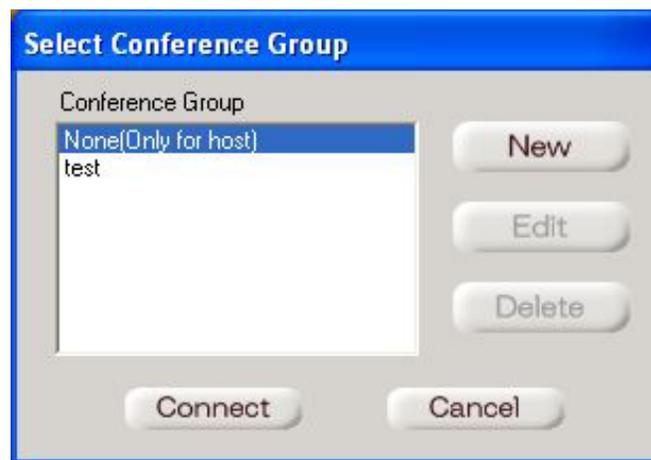 Select Conference Group
Conference Group
None(Only for host)
test
New
Edit
Delete
Connect
Cancel